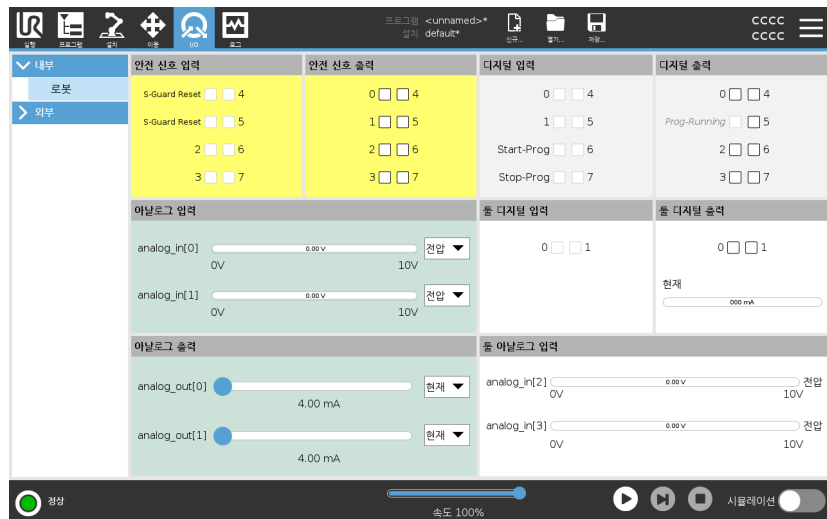 UR
프로그램 <unnamed>*
설치 default*
cccc
cccc
실행 프로그램 설치 이동 I/O 로그 신규... 열기... 저장...
내부
로봇
외부
안전 신호 입력
S-Guard Reset 4
S-Guard Reset 5
2 6
3 7
안전 신호 출력
0 4
1 5
2 6
3 7
디지털 입력
0 4
1 5
Start-Prog 6
Stop-Prog 7
디지털 출력
0 4
Prog-Running 5
2 6
3 7
아날로그 입력
analog_in[0] 0.00 V 전압
0V 10V
analog_in[1] 0.00 V 전압
0V 10V
툴 디지털 입력
0 1
툴 디지털 출력
0 1
현재
000 mA
아날로그 출력
analog_out[0] 현재
4.00 mA
analog_out[1] 현재
4.00 mA
툴 아날로그 입력
analog_in[2] 0.00 V 전압
0V 10V
analog_in[3] 0.00 V 전압
0V 10V
정상
속도 100%
시뮬레이션